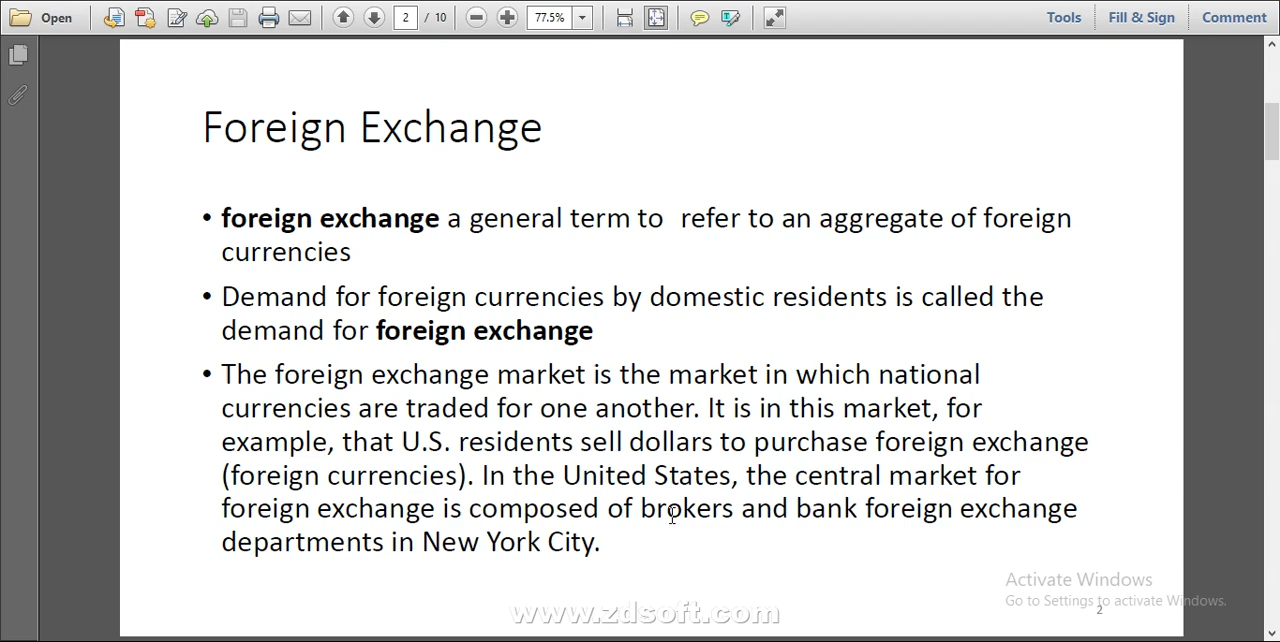 Open
2 / 10
77.5%
Tools
Fill & Sign
Comment
Foreign Exchange
• foreign exchange a general term to refer to an aggregate of foreign
currencies
• Demand for foreign currencies by domestic residents is called the
demand for foreign exchange
• The foreign exchange market is the market in which national
currencies are traded for one another. It is in this market, for
example, that U.S. residents sell dollars to purchase foreign exchange
(foreign currencies). In the United States, the central market for
foreign exchange is composed of brokers and bank foreign exchange
departments in New York City.
Activate Windows
Go to Settings to activate Windows.
2
www.zdsoft.com